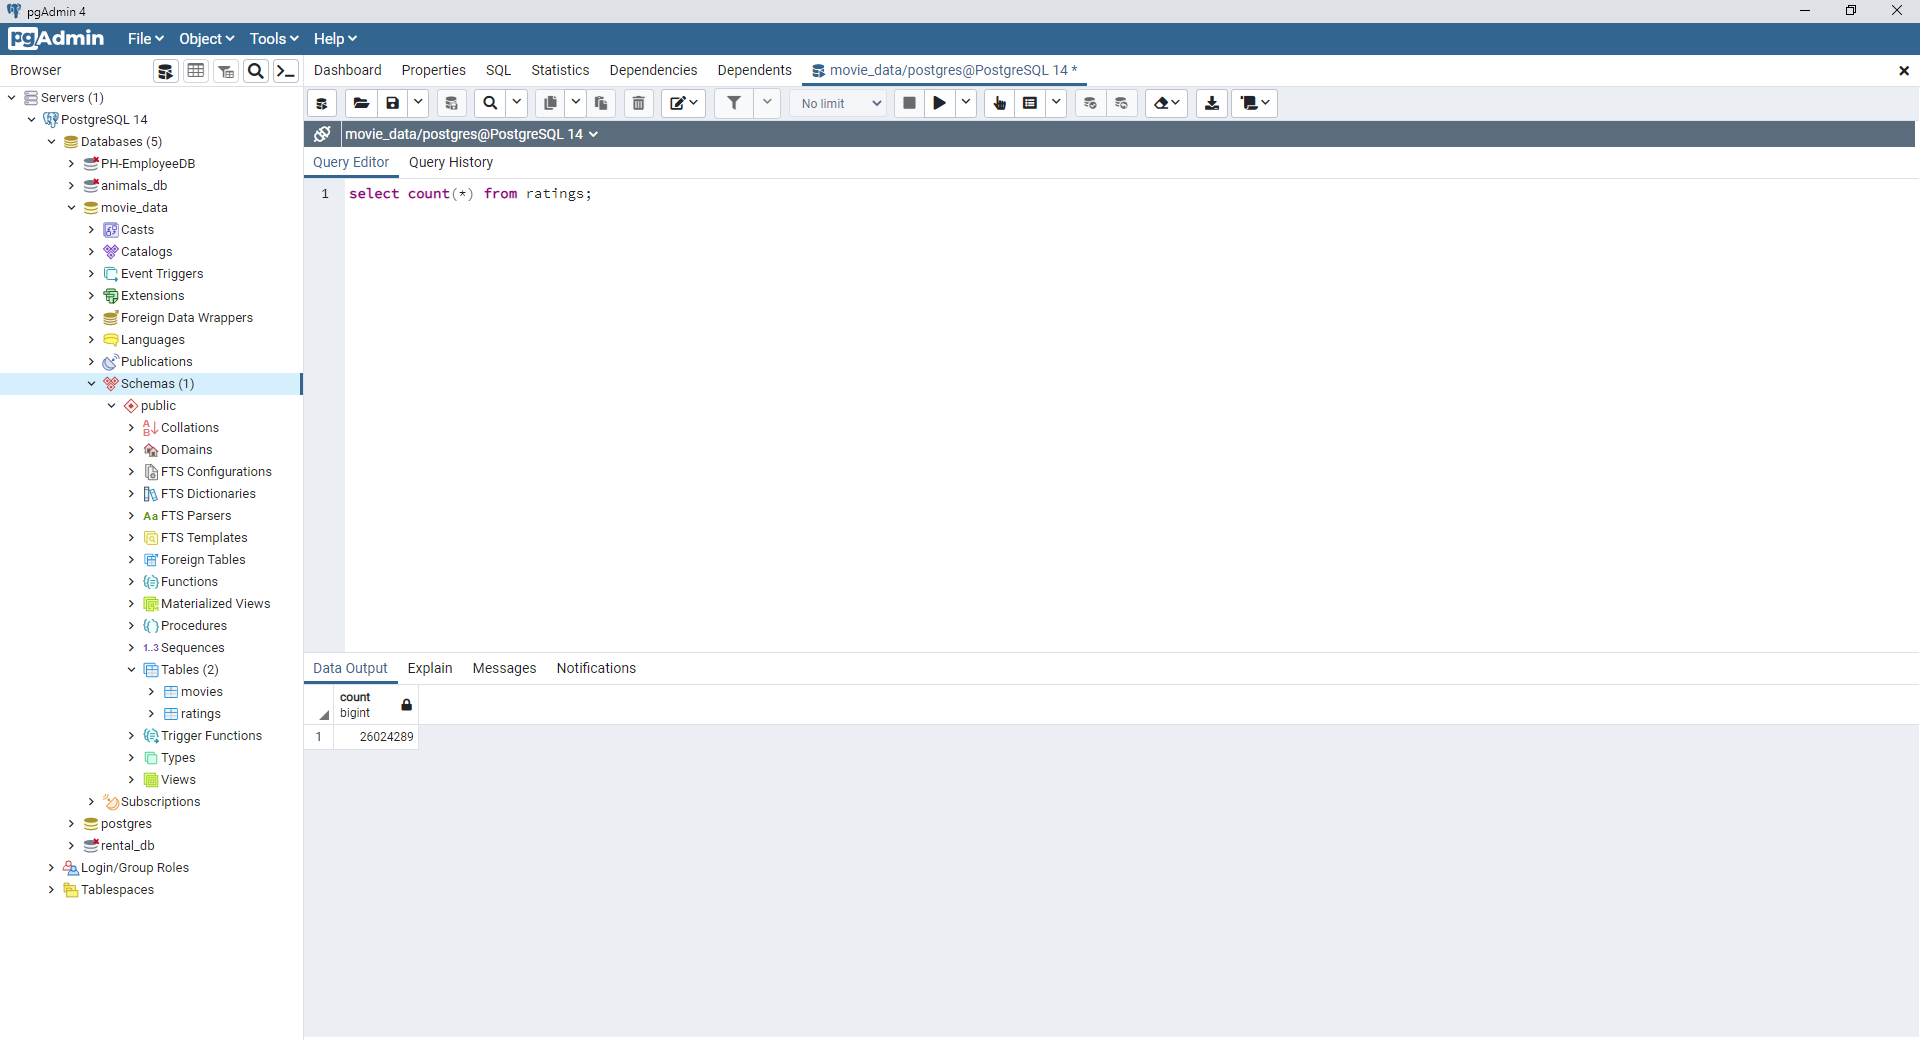 pgAdmin 4
pgAdmin File Object Tools Help
Browser
Dashboard Properties SQL Statistics Dependencies Dependents movie_data/postgres@PostgreSQL 14 *
No limit
movie_data/postgres@PostgreSQL 14
Query Editor Query History
1 select count(*) from ratings;
Servers (1)
PostgreSQL 14
Databases (5)
PH-EmployeeDB
animals_db
movie_data
Casts
Catalogs
Event Triggers
Extensions
Foreign Data Wrappers
Languages
Publications
Schemas (1)
public
Collations
Domains
FTS Configurations
FTS Dictionaries
Aa FTS Parsers
FTS Templates
Foreign Tables
Functions
Materialized Views
Procedures
1..3 Sequences
Tables (2)
movies
ratings
Trigger Functions
Types
Views
Subscriptions
postgres
rental_db
Login/Group Roles
Tablespaces
Data Output Explain Messages Notifications
count
bigint
1 26024289